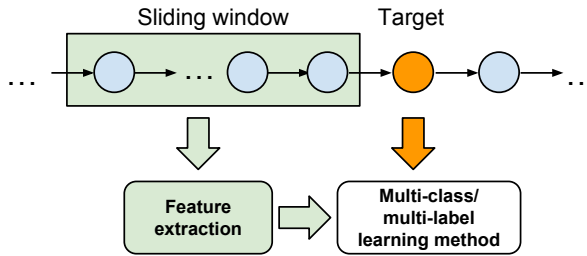 Sliding window
Target
...
...
...
Feature
extraction
Multi-class/
multi-label
learning method